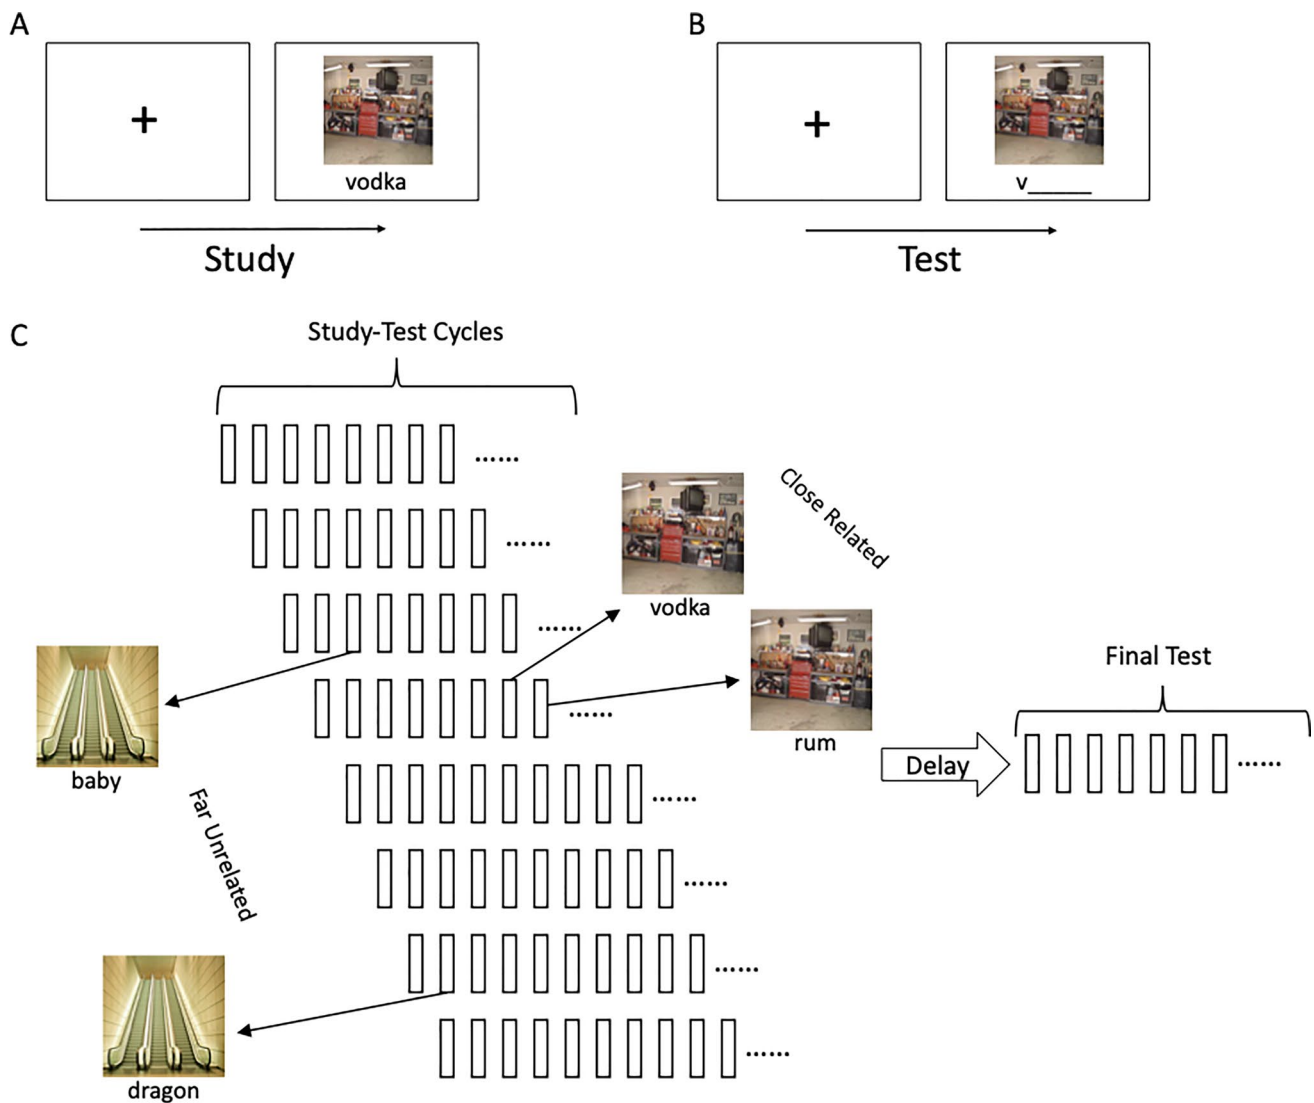 A
B
+
vodka
+
v______
Study
Test
C
Study-Test Cycles
......
......
......
......
......
......
......
......
vodka
Close Related
rum
baby
Far Unrelated
dragon
Delay
Final Test
......